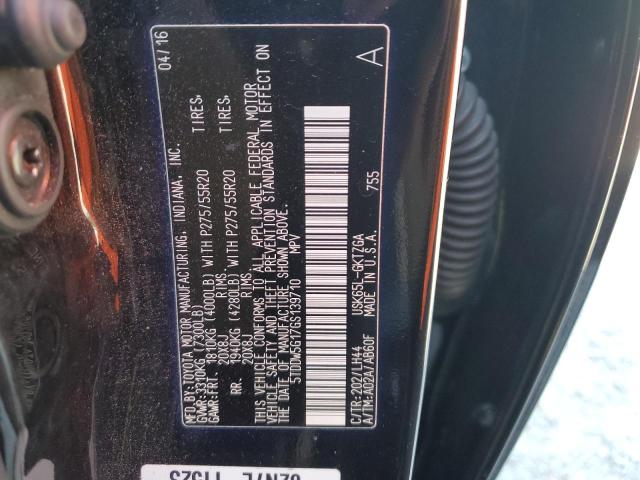 MFD.BY:TOYOTA MOTOR MANUFACTURING, INDIANA, INC. 04/16
GVWR:3310KG(7300LB)
GAWR:FRT. 1810KG (4000LB) WITH P275/55R20 TIRES,
20X8J RIMS,
RR. 1940KG (4280LB) WITH P275/55R20 TIRES,
20X8J RIMS,
THIS VEHICLE CONFORMS TO ALL APPLICABLE FEDERAL MOTOR
VEHICLE SAFETY AND THEFT PREVENTION STANDARDS IN EFFECT ON
THE DATE OF MANUFACTURE SHOWN ABOVE.
5TDDW5G17GS139710 MPV
A
C/TR:202/LH44 USK65L-GKTZGA 755
A/TM:A02A/AB60F MADE IN U.S.A.